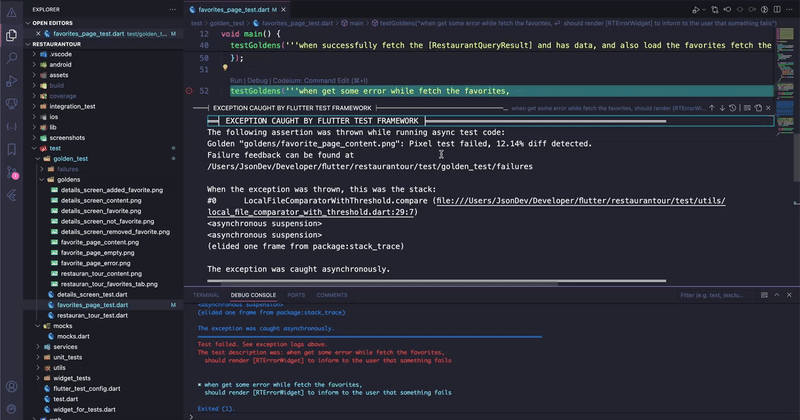 EXPLORER
OPEN EDITORS
favorites_page_test.dart test/golden_t... M
RESTAURANTOUR
.vscode
android
assets
build
coverage
integration_test
ios
lib
screenshots
test
golden_test
failures
goldens
details_screen_added_favorite.png
details_screen_content.png
details_screen_favorite.png
details_screen_not_favorite.png
details_screen_removed_favorite.png
favorite_page_content.png
favorite_page_empty.png
favorite_page_error.png
restauran_tour_content.png
restauran_tour_favorites_tab.png
details_screen_test.dart
favorites_page_test.dart M
restauran_tour_test.dart
mocks
mocks.dart
services
unit_tests
utils
widget_tests
flutter_test_config.dart
test.dart
widget_for_tests.dart
favorites_page_test.dart M
test > golden_test > favorites_page_test.dart > main > testGoldens("when get some error while fetch the favorites, should render [RTErrorWidget] to inform to the user that something fails")
12 void main() {
40 testGoldens('''when successfully fetch the [RestaurantQueryResult] and has data, and also load the favorites fetch the
50 });
51
Run | Debug | Codeium: Command Edit (⌘+I)
52 testGoldens('''when get some error while fetch the favorites,
EXCEPTION CAUGHT BY FLUTTER TEST FRAMEWORK
... when get some error while fetch the favorites, should render [RTErrorWi...
EXCEPTION CAUGHT BY FLUTTER TEST FRAMEWORK
The following assertion was thrown while running async test code:
Golden "goldens/favorite_page_content.png": Pixel test failed, 12.14% diff detected.
Failure feedback can be found at
/Users/JsonDev/Developer/flutter/restaurantour/test/golden_test/failures
When the exception was thrown, this was the stack:
#0 LocalFileComparatorWithThreshold.compare (file:///Users/JsonDev/Developer/flutter/restaurantour/test/utils/
local_file_comparator_with_threshold.dart:29:7)
<asynchronous suspension>
<asynchronous suspension>
(elided one frame from package:stack_trace)
The exception was caught asynchronously.
TERMINAL DEBUG CONSOLE PORTS COMMENTS
Filter (e.g. text, !exclud...
<asynchronous suspension>
(elided one frame from package:stack_trace)
The exception was caught asynchronously.
Test failed. See exception logs above.
The test description was: when get some error while fetch the favorites,
should render [RTErrorWidget] to inform to the user that something fails
✖ when get some error while fetch the favorites,
should render [RTErrorWidget] to inform to the user that something fails
Exited (1).